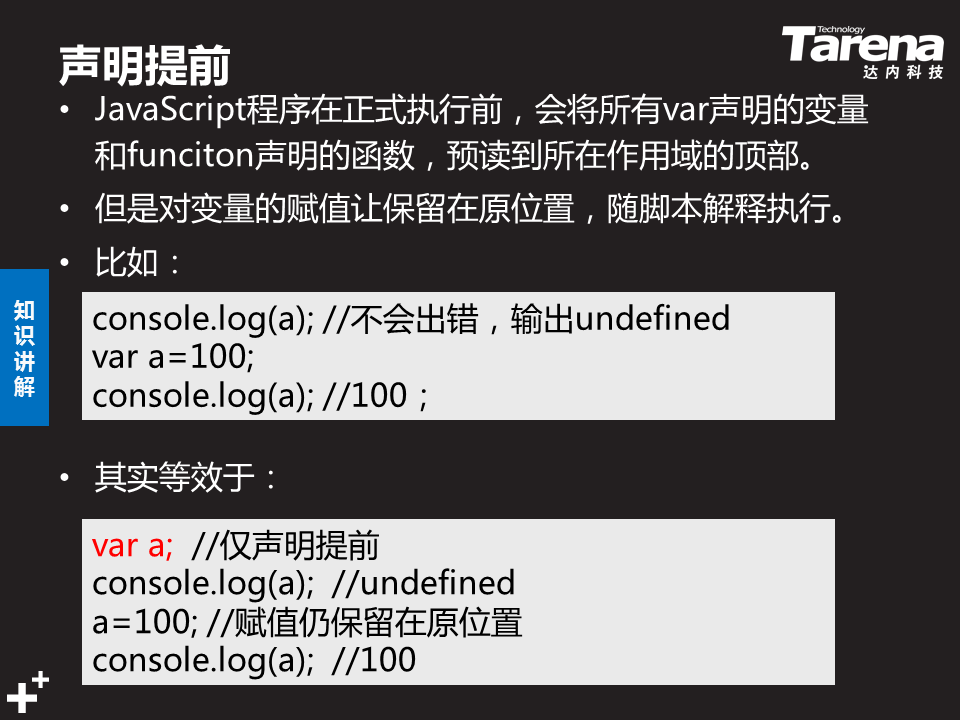 声明提前
Technology
Tarena
达内科技
• JavaScript程序在正式执行前，会将所有var声明的变量
和funciton声明的函数，预读到所在作用域的顶部。
• 但是对变量的赋值让保留在原位置，随脚本解释执行。
• 比如：
知识讲解
console.log(a); //不会出错，输出undefined
var a=100;
console.log(a); //100；
• 其实等效于：
var a; //仅声明提前
console.log(a); //undefined
a=100; //赋值仍保留在原位置
console.log(a); //100